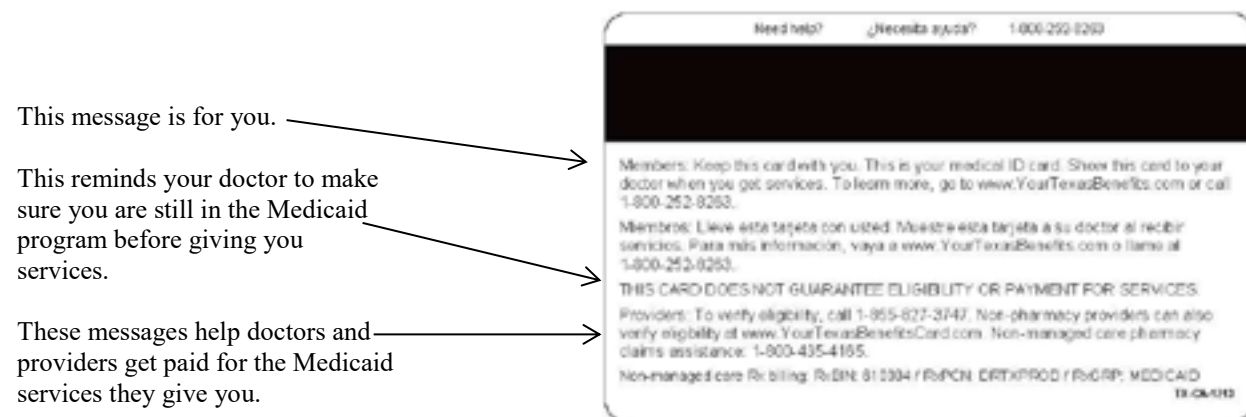 This message is for you.
This reminds your doctor to make
sure you are still in the Medicaid
program before giving you
services.
These messages help doctors and
providers get paid for the Medicaid
services they give you.
Need help? ¿Necesita ayuda? 1-800-252-8263
Members: Keep this card with you. This is your medical ID card. Show this card to your
doctor when you get services. To learn more, go to www.YourTexasBenefits.com or call
1-800-252-8263.
Miembros: Lleve esta tarjeta con usted. Muestre esta tarjeta a su doctor al recibir
servicios. Para más información, vaya a www.YourTexasBenefits.com o llame al
1-800-252-8263.
THIS CARD DOES NOT GUARANTEE ELIGIBILITY OR PAYMENT FOR SERVICES.
Providers: To verify eligibility, call 1-855-827-3747. Non-pharmacy providers can also
verify eligibility at www.YourTexasBenefitsCard.com. Non-managed care pharmacy
claims assistance: 1-800-435-4165.
Non-managed care Rx billing: RxBIN: 610084 / RxPCN: DRTXPROD / RxGRP: MEDICAID